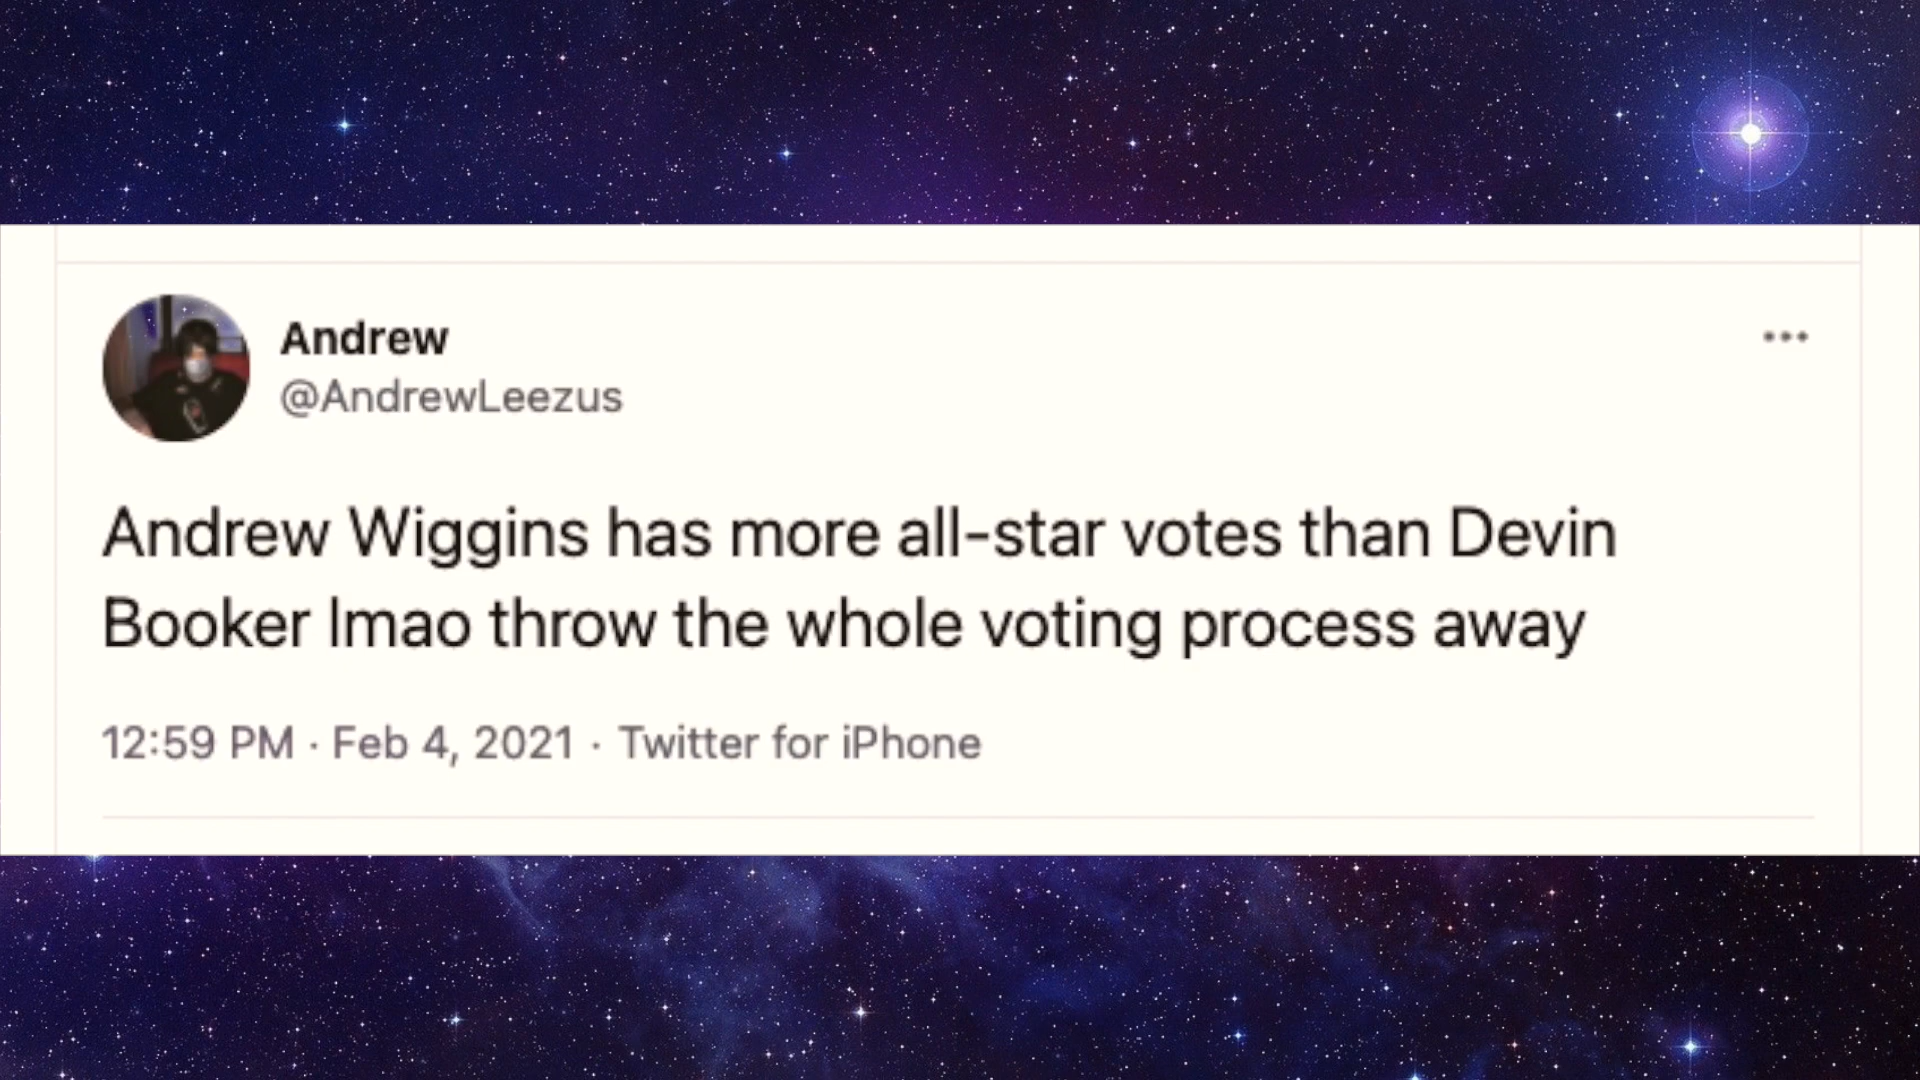 Andrew
@AndrewLeezus
Andrew Wiggins has more all-star votes than Devin
Booker lmao throw the whole voting process away
12:59 PM · Feb 4, 2021 · Twitter for iPhone